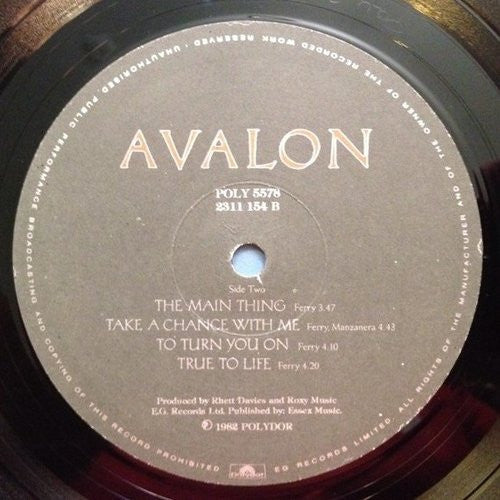 AVALON
POLY 5578
2311 154 B
Side Two
THE MAIN THING Ferry 3.47
TAKE A CHANCE WITH ME Ferry, Manzanera 4.43
TO TURN YOU ON Ferry 4.10
TRUE TO LIFE Ferry 4.20
Produced by Rhett Davies and Roxy Music
E.G. Records Ltd. Published by: Essex Music.
℗ 1982 POLYDOR
polydor
EG RECORDS LIMITED. ALL RIGHTS OF THE MANUFACTURER AND OF THE OWNER OF THE RECORDED WORK RESERVED · UNAUTHORISED PUBLIC PERFORMANCE BROADCASTING AND COPYING OF THIS RECORD PROHIBITED